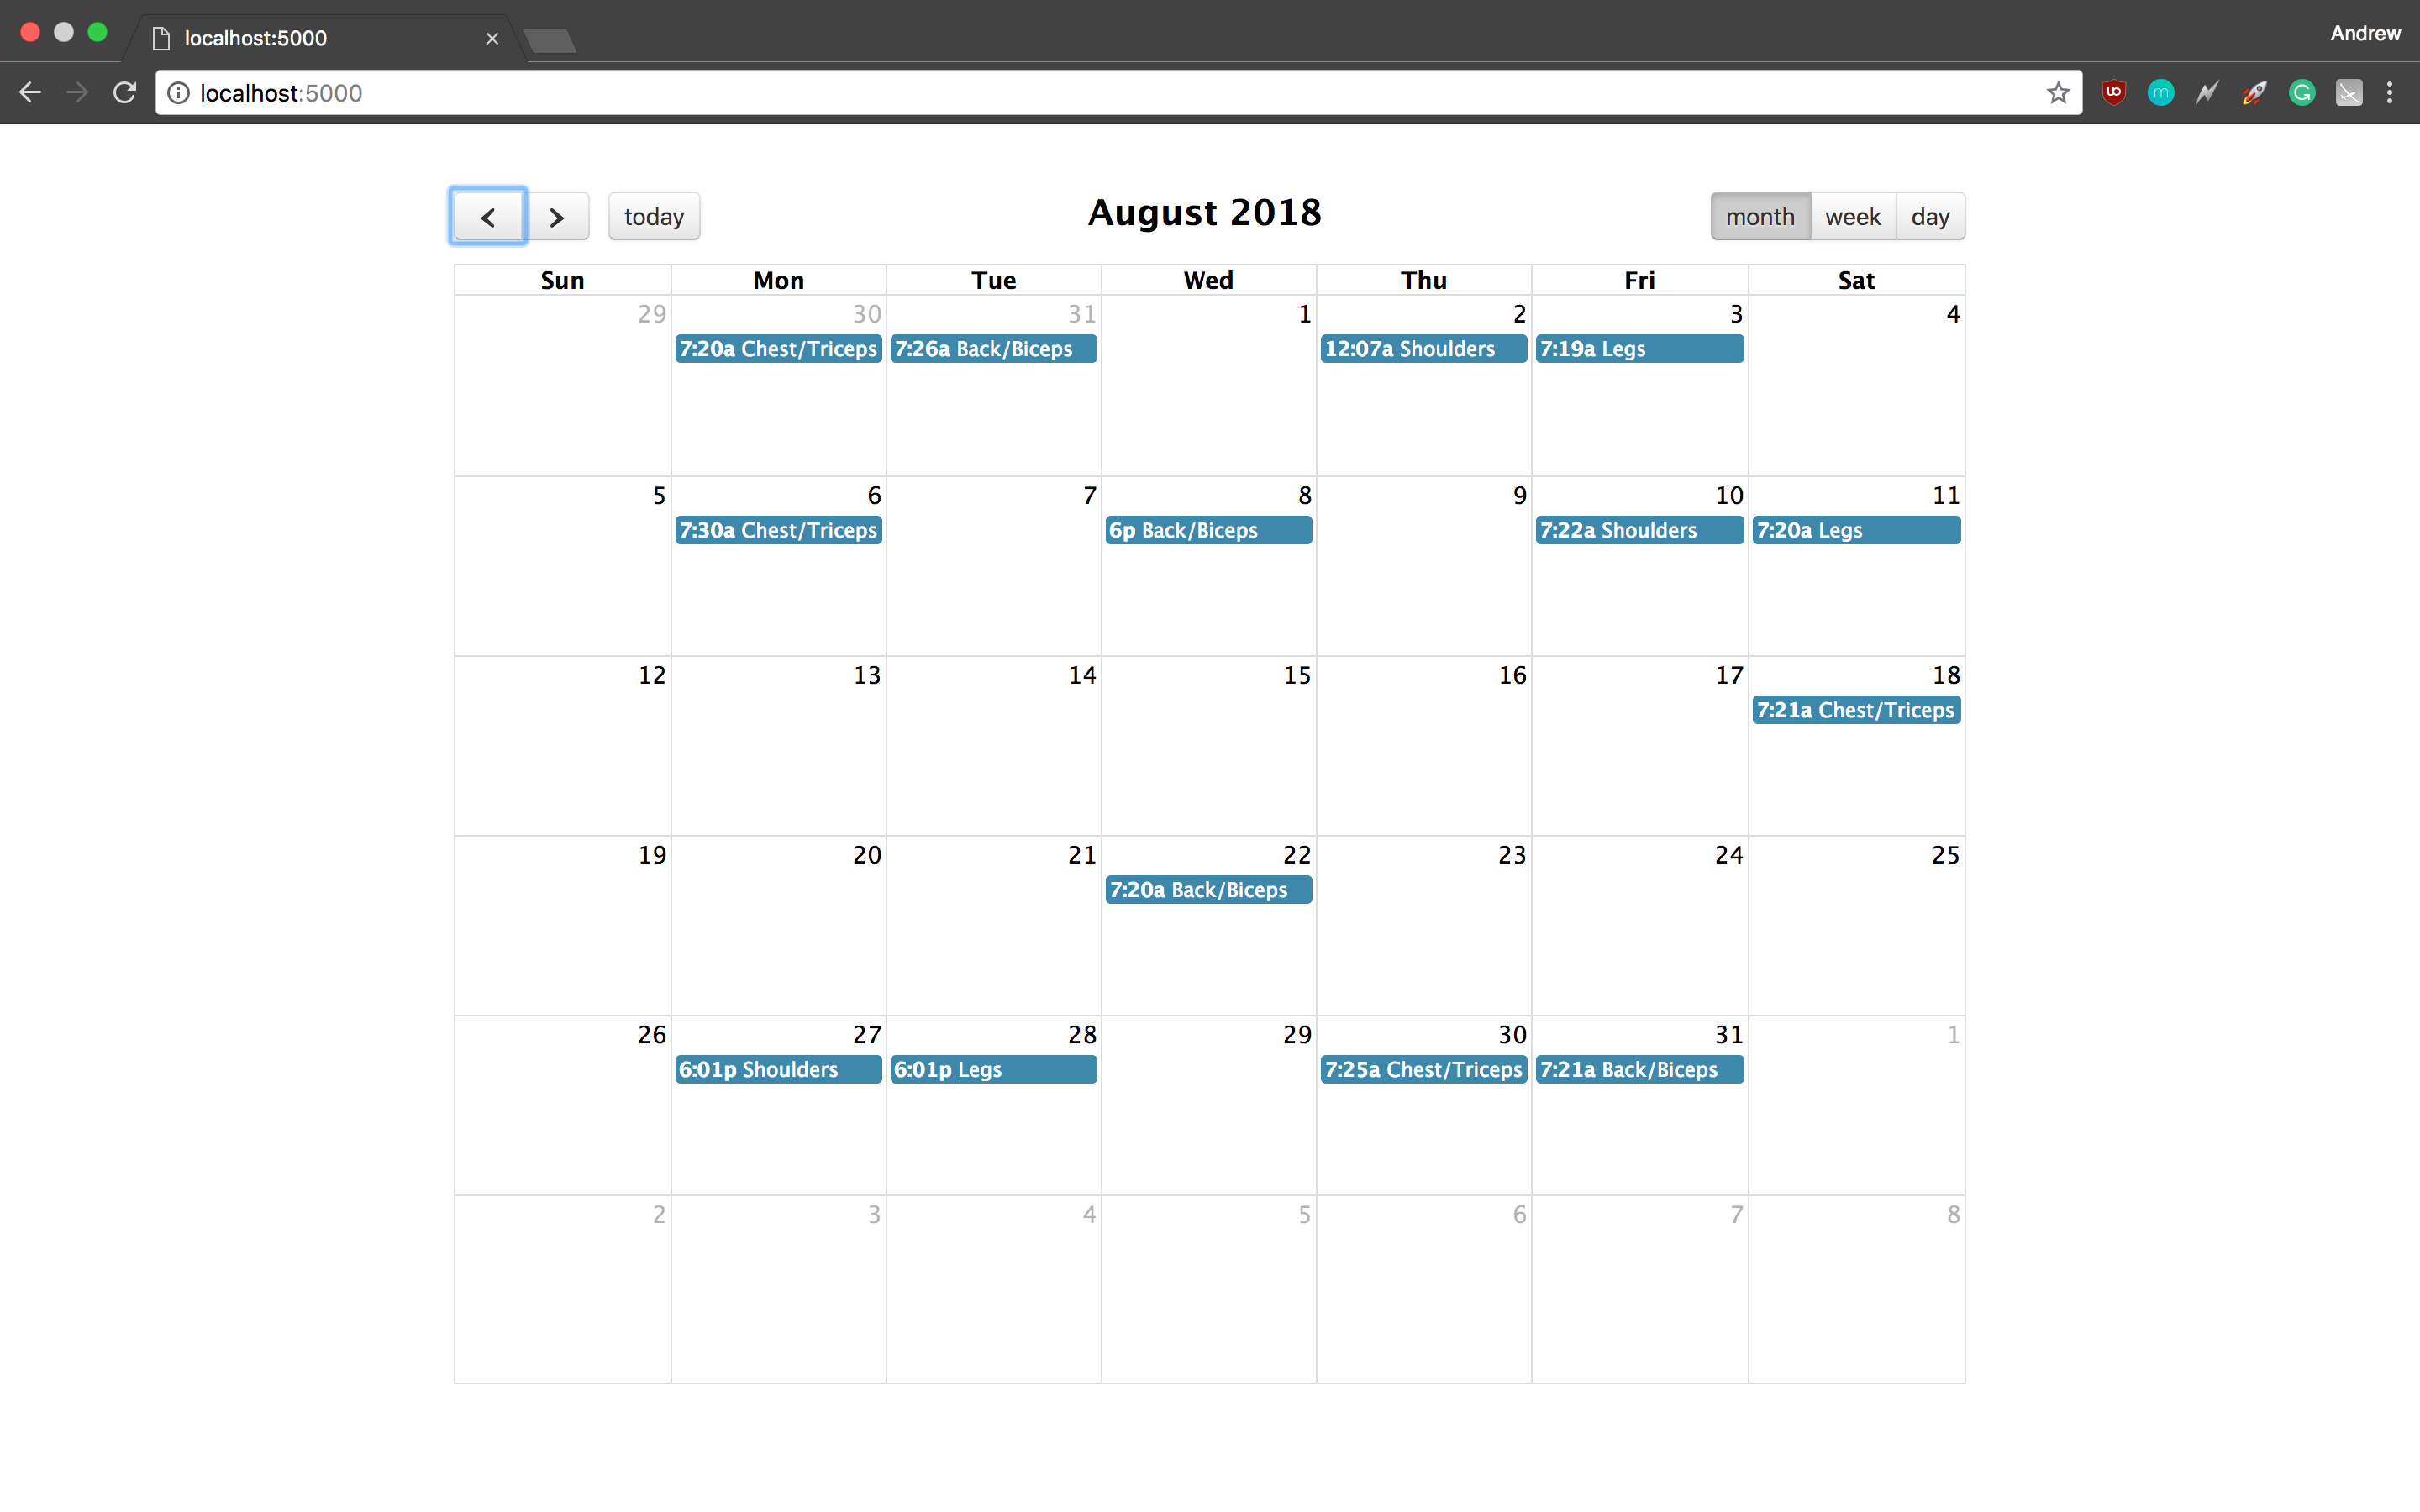 localhost:5000
Andrew
localhost:5000
today
August 2018
month week day
Sun Mon Tue Wed Thu Fri Sat
29 30 31 1 2 3 4
7:20a Chest/Triceps 7:26a Back/Biceps 12:07a Shoulders 7:19a Legs
5 6 7 8 9 10 11
7:30a Chest/Triceps 6p Back/Biceps 7:22a Shoulders 7:20a Legs
12 13 14 15 16 17 18
7:21a Chest/Triceps
19 20 21 22 23 24 25
7:20a Back/Biceps
26 27 28 29 30 31 1
6:01p Shoulders 6:01p Legs 7:25a Chest/Triceps 7:21a Back/Biceps
2 3 4 5 6 7 8